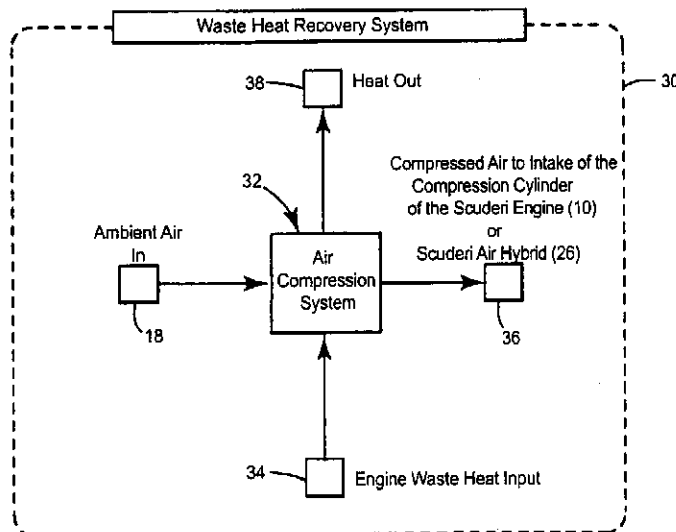 Waste Heat Recovery System
38
Heat Out
30
Compressed Air to Intake of the
Compression Cylinder
of the Scuderi Engine (10)
or
Scuderi Air Hybrid (26)
32
Ambient Air
In
Air
Compression
System
18
36
34
Engine Waste Heat Input